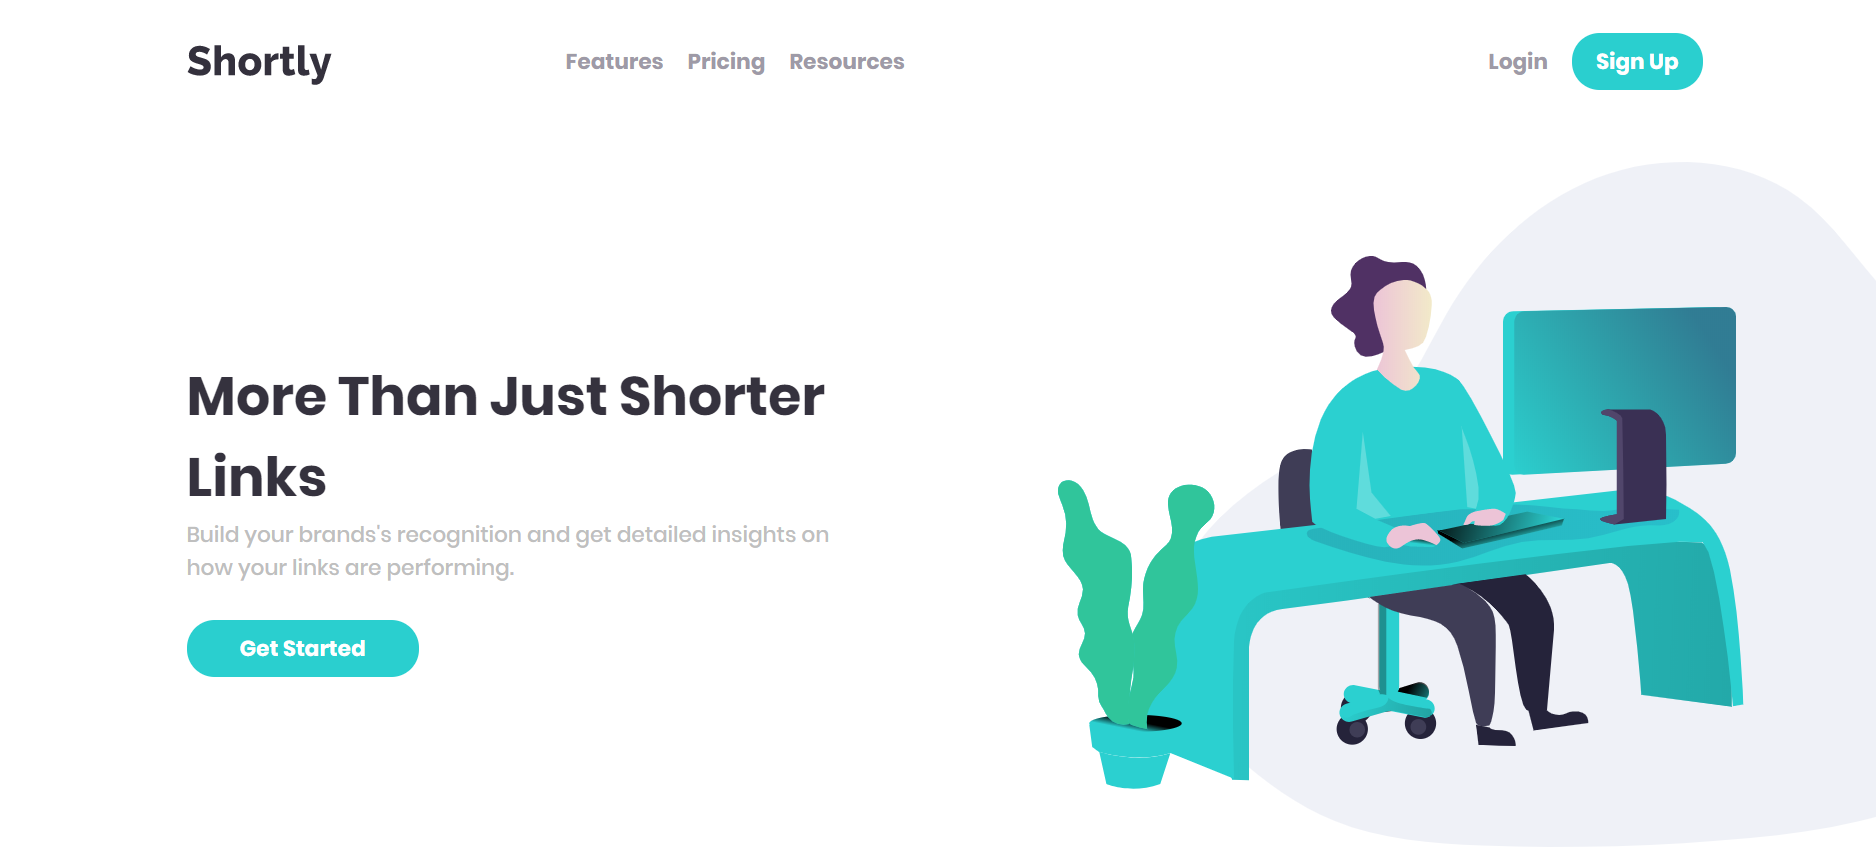 Shortly
Features Pricing Resources
Login Sign Up
More Than Just Shorter
Links
Build your brands's recognition and get detailed insights on
how your links are performing.
Get Started